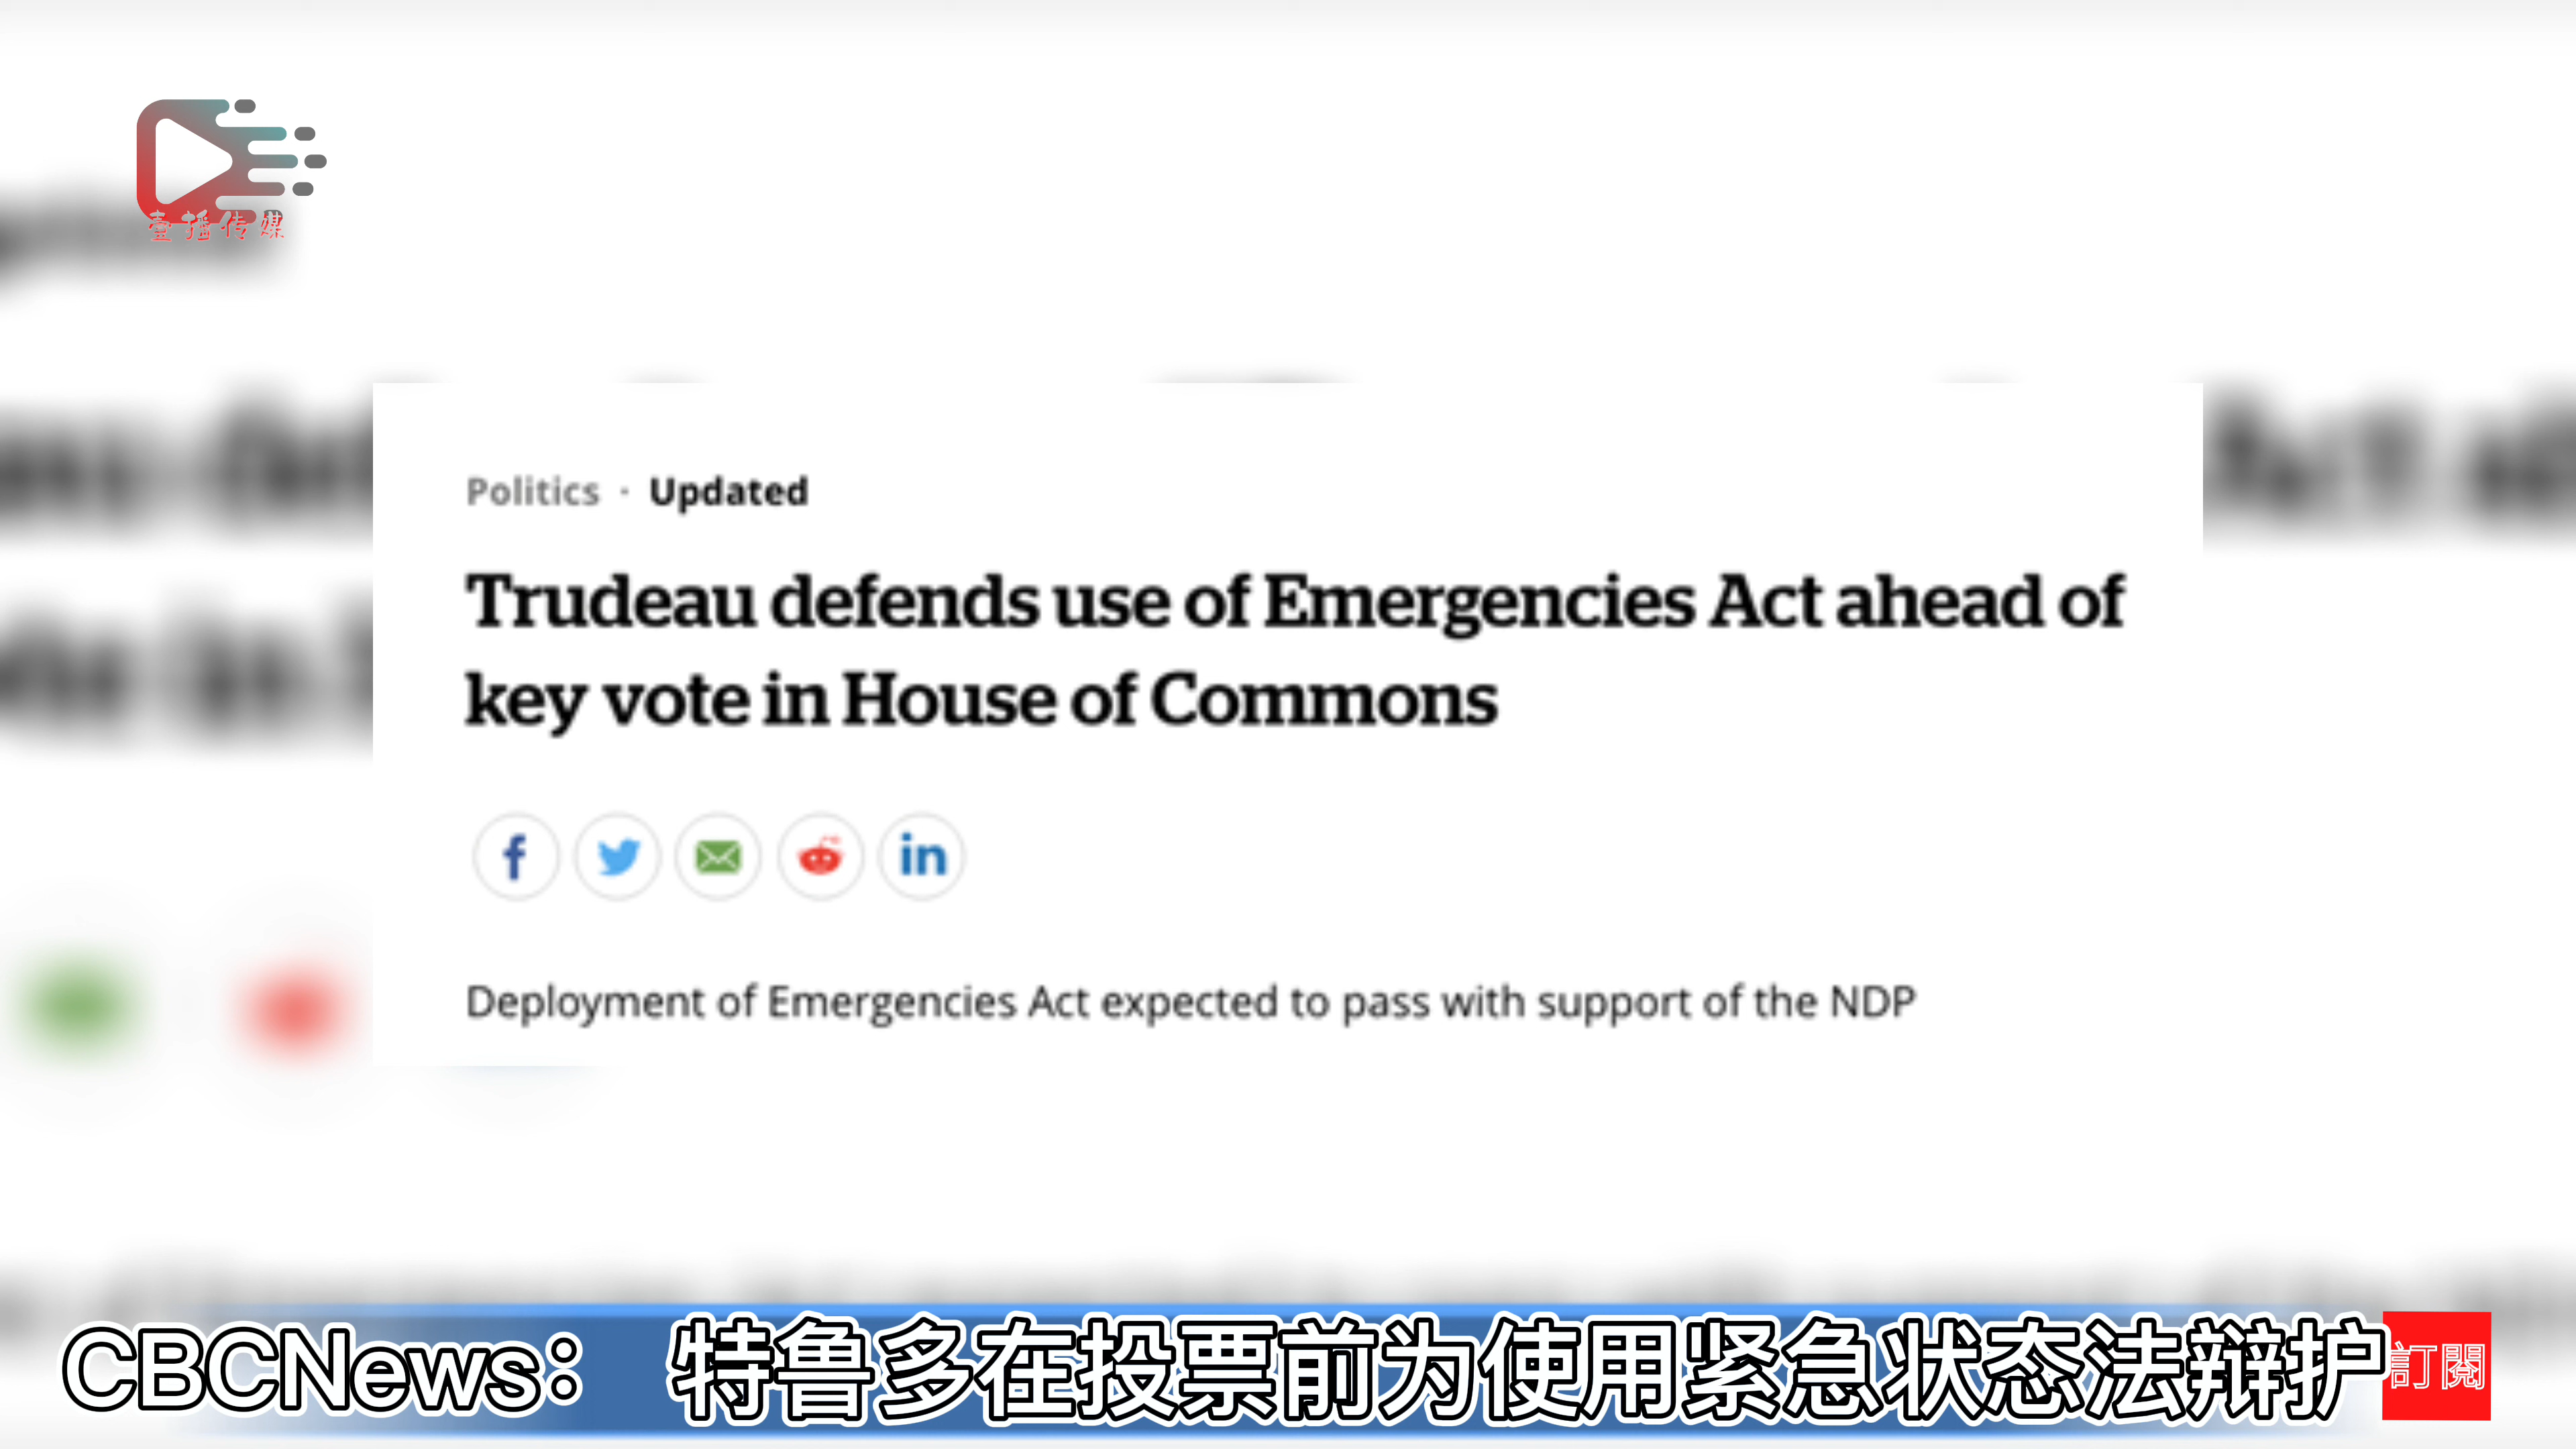 壹播传媒
Politics · Updated
Trudeau defends use of Emergencies Act ahead of
key vote in House of Commons
Deployment of Emergencies Act expected to pass with support of the NDP
CBCNews： 特鲁多在投票前为使用紧急状态法辩护
訂閱